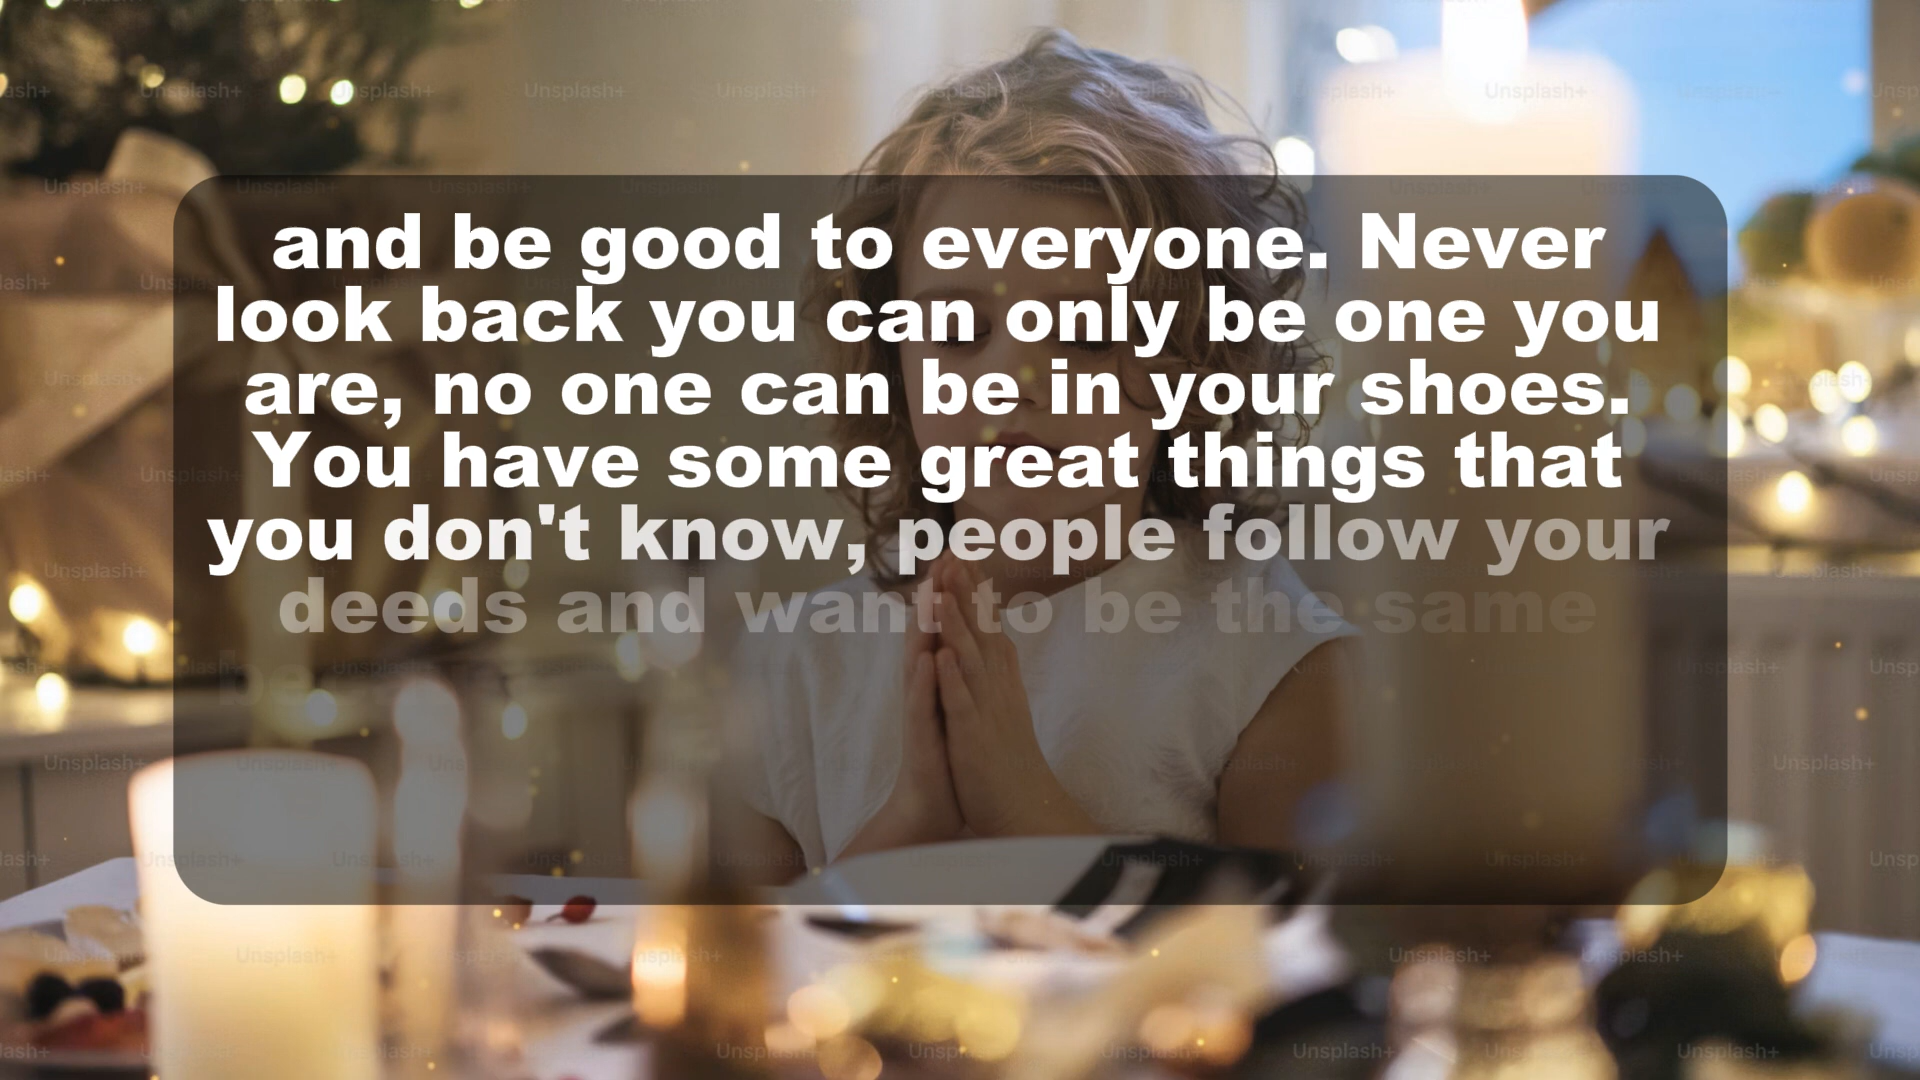 and be good to everyone. Never
look back you can only be one you
are, no one can be in your shoes.
You have some great things that
you don't know, people follow your
deeds and want to be the same
be
Unsplash+